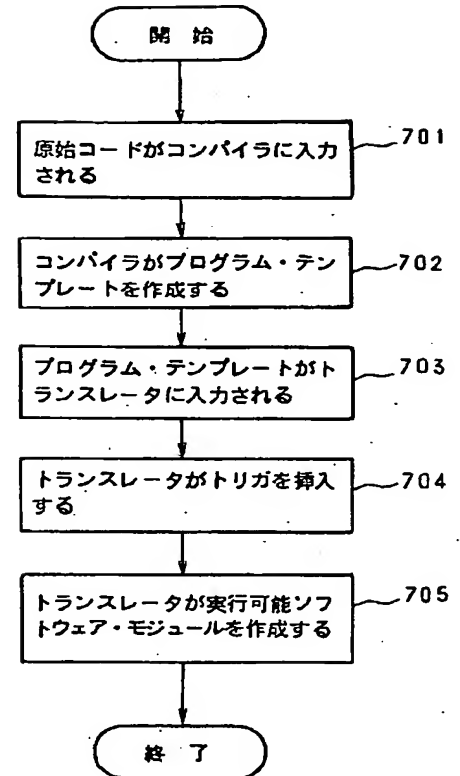 開 始
原始コードがコンパイラに入力
される
701
コンパイラがプログラム・テン
プレートを作成する
702
プログラム・テンプレートがト
ランスレータに入力される
703
トランスレータがトリガを挿入
する
704
トランスレータが実行可能ソフ
トウェア・モジュールを作成する
705
終 了